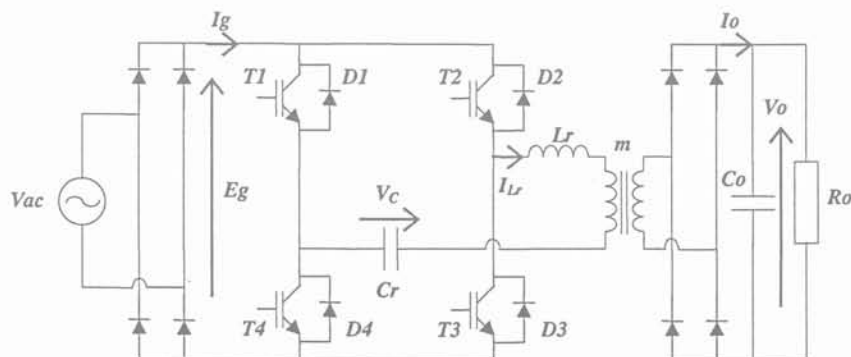 Ig
Io
T1
D1
T2
D2
Vo
Lr
m
Vac
Eg
Vc
ILr
Co
Ro
Cr
T4
D4
T3
D3